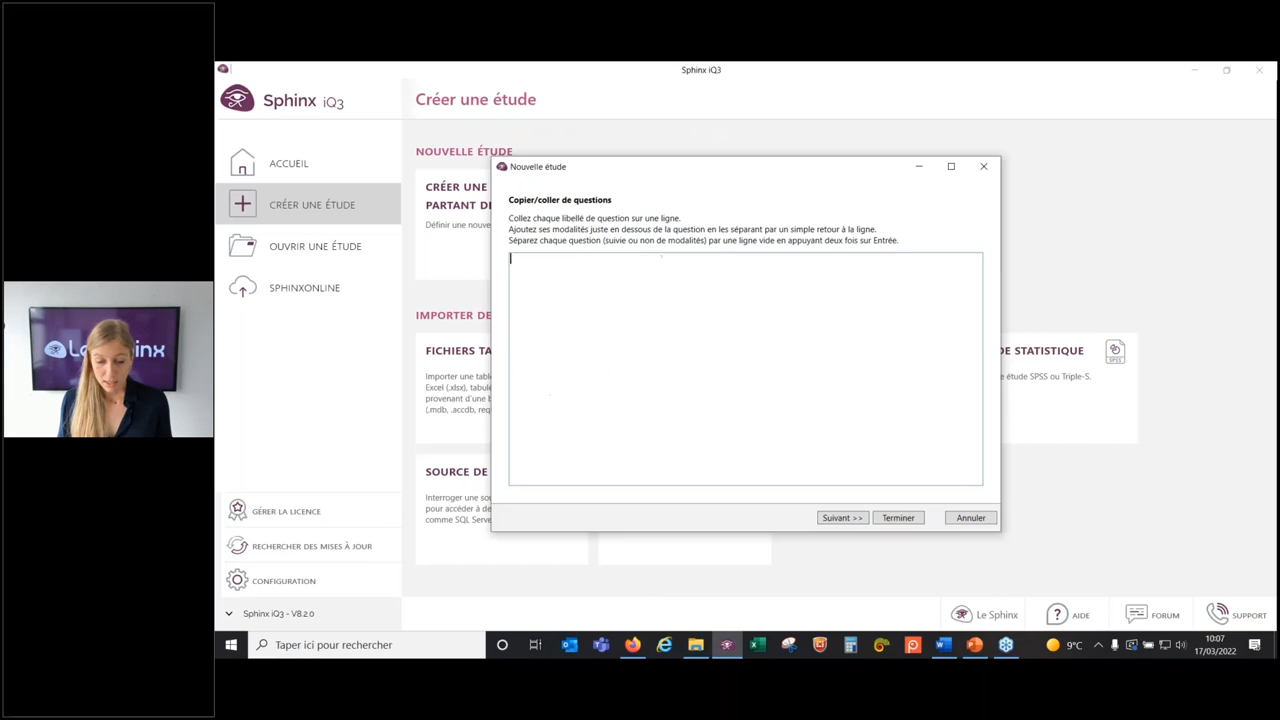 Sphinx iQ3
Sphinx iQ3
Créer une étude
ACCUEIL
CRÉER UNE ÉTUDE
OUVRIR UNE ÉTUDE
SPHINXONLINE
GÉRER LA LICENCE
RECHERCHER DES MISES À JOUR
CONFIGURATION
Sphinx iQ3 - V8.2.0
NOUVELLE ÉTUDE
CRÉER UNE
PARTANT DE
Définir une nouve
IMPORTER DE
FICHIERS TA
Importer une table
Excel (.xlsx), tabule
provenant d'une b
(.mdb, .accdb, req
SOURCE DE
Interroger une sou
pour accéder à de
comme SQL Serve
DE STATISTIQUE
SPSS
e étude SPSS ou Triple-S.
Nouvelle étude
Copier/coller de questions
Collez chaque libellé de question sur une ligne.
Ajoutez ses modalités juste en dessous de la question en les séparant par un simple retour à la ligne.
Séparez chaque question (suivie ou non de modalités) par une ligne vide en appuyant deux fois sur Entrée.
Suivant >>
Terminer
Annuler
Le Sphinx
AIDE
FORUM
SUPPORT
Taper ici pour rechercher
9°C
10:07
17/03/2022